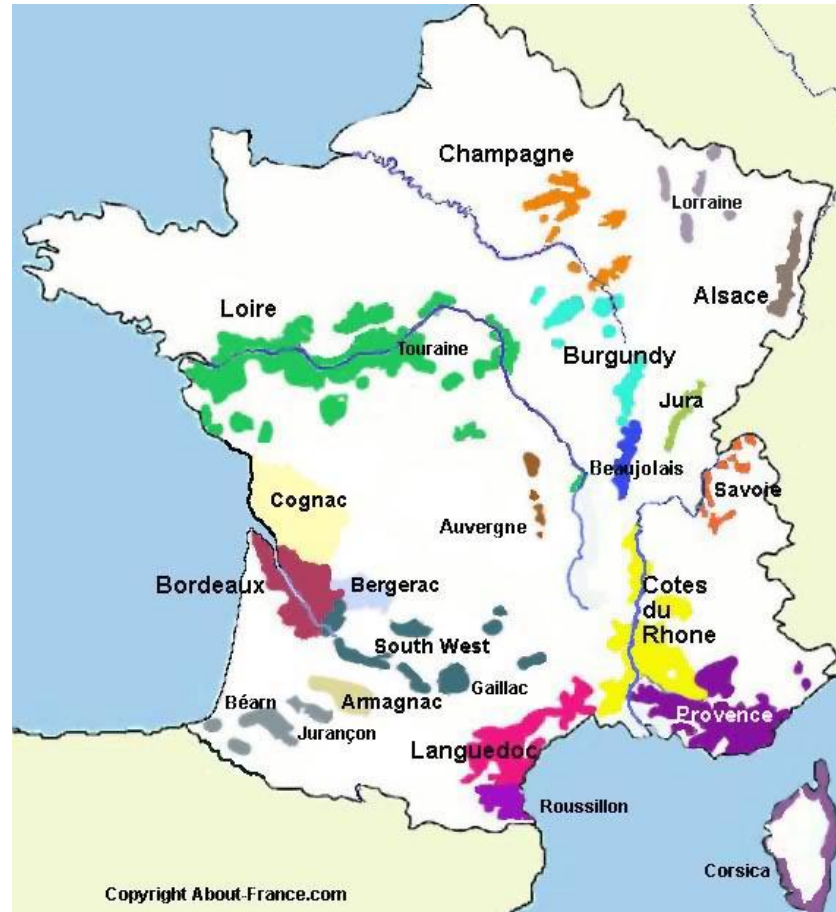 Champagne
Lorraine
Alsace
Loire
Touraine
Burgundy
Jura
Beaujolais
Savoie
Cognac
Auvergne
Bordeaux
Bergerac
Cotes
du
Rhone
South West
Gaillac
Armagnac
Béarn
Jurançon
Provence
Languedoc
Roussillon
Corsica
Copyright About-France.com